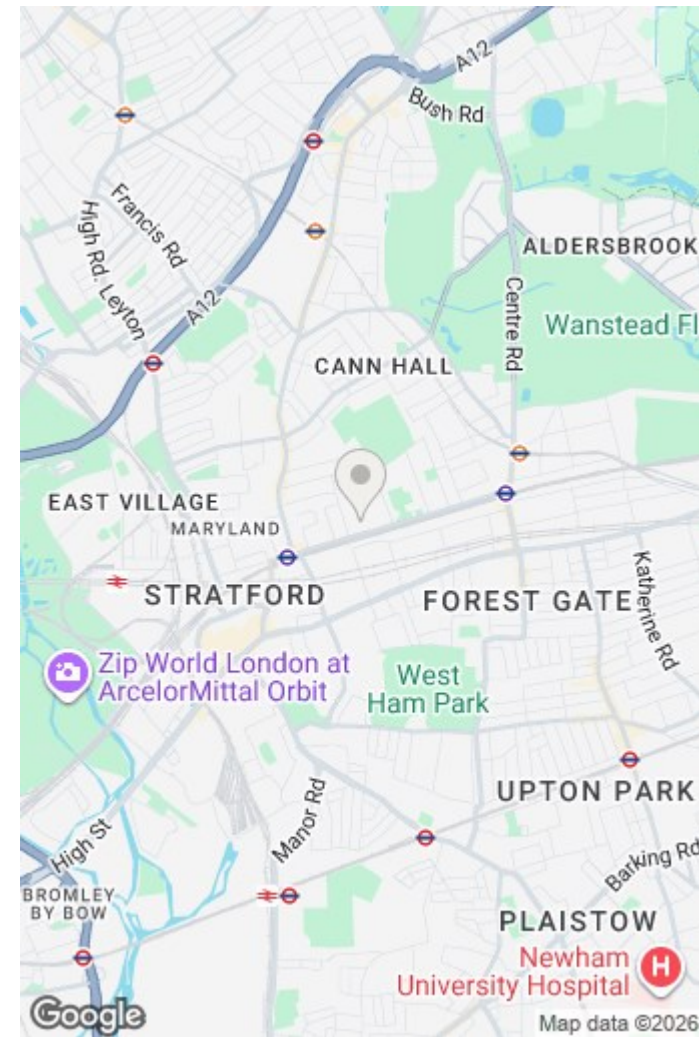 A12
Bush Rd
Francis Rd
High Rd. Leyton
A12
ALDERSBROOK
Centre Rd
Wanstead Fl
CANN HALL
EAST VILLAGE
MARYLAND
STRATFORD
FOREST GATE
Katherine Rd
Zip World London at
ArcelorMittal Orbit
West
Ham Park
UPTON PARK
Manor Rd
High St
Barking Rd
BROMLEY
BY BOW
PLAISTOW
Newham
University Hospital
H
Google
Map data ©2026